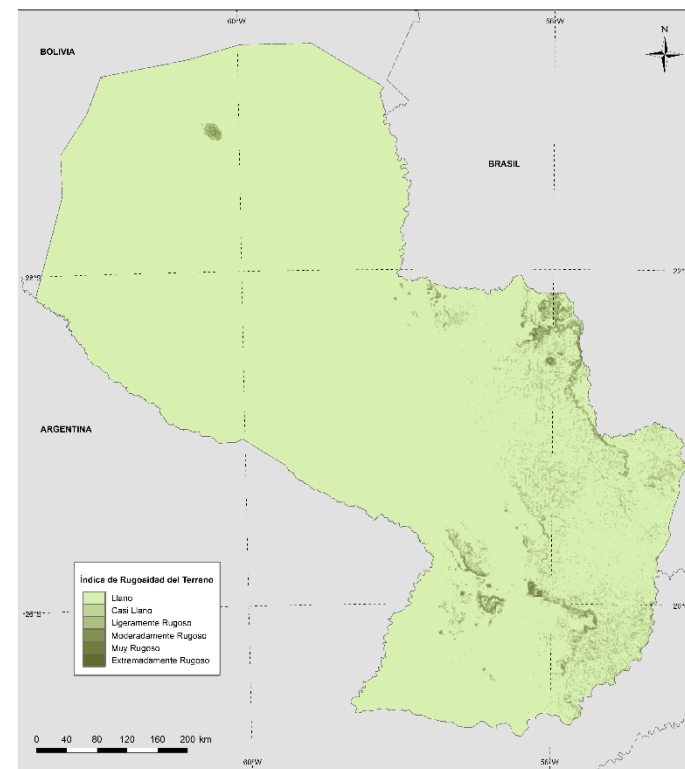 60°W
56°W
BOLIVIA
N
BRASIL
22°S
22°
ARGENTINA
Índice de Rugosidad del Terreno
Llano
Casi Llano
Ligeramente Rugoso
Moderadamente Rugoso
Muy Rugoso
Extremadamente Rugoso
26°S
0 40 80 120 160 200 km
60°W
56°W